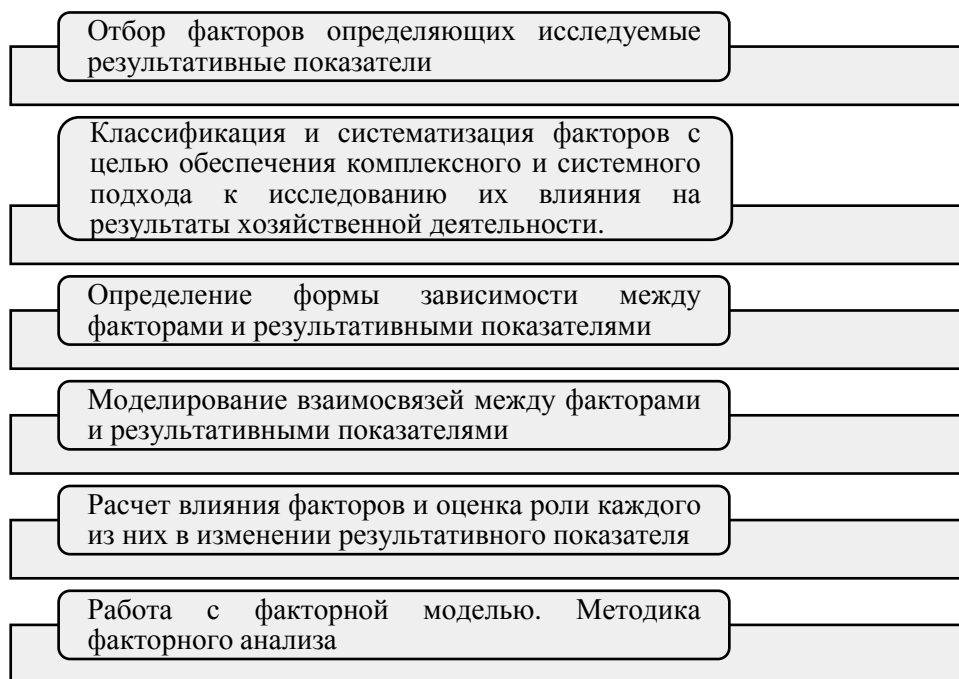 Отбор факторов определяющих исследуемые
результативные показатели
Классификация и систематизация факторов с
целью обеспечения комплексного и системного
подхода к исследованию их влияния на
результаты хозяйственной деятельности.
Определение формы зависимости между
факторами и результативными показателями
Моделирование взаимосвязей между факторами
и результативными показателями
Расчет влияния факторов и оценка роли каждого
из них в изменении результативного показателя
Работа с факторной моделью. Методика
факторного анализа